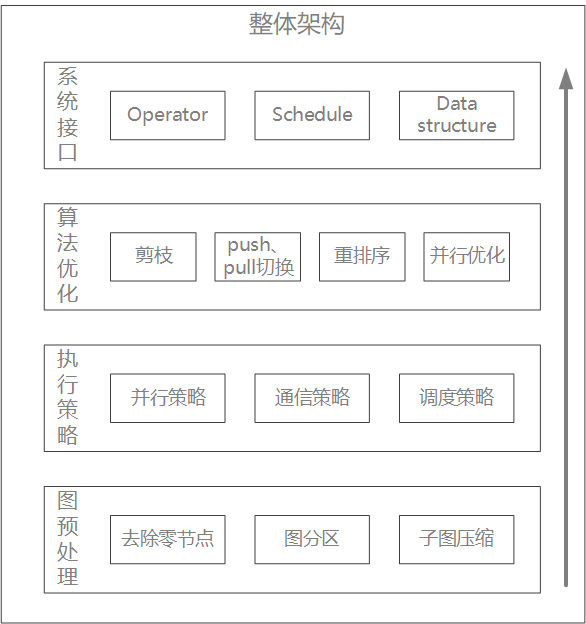 整体架构
系统接口
Operator
Schedule
Data
structure
算法优化
剪枝
push、
pull切换
重排序
并行优化
执行策略
并行策略
通信策略
调度策略
图预处理
去除零节点
图分区
子图压缩